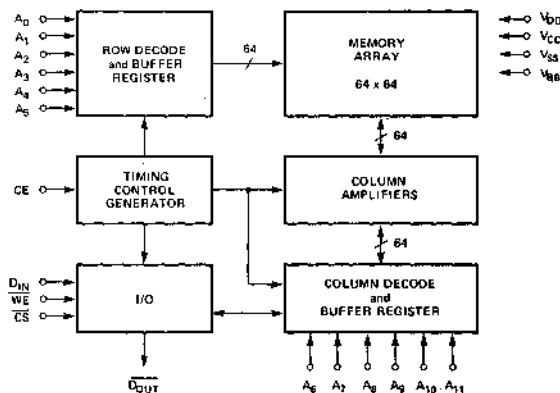 A0
A1
A2
A3
A4
A5
ROW DECODE
and BUFFER
REGISTER
64
MEMORY
ARRAY
64 x 64
VDD
VCC
VSS
VBB
64
CE
TIMING
CONTROL
GENERATOR
COLUMN
AMPLIFIERS
64
DIN
WE
CS
I/O
COLUMN DECODE
and
BUFFER REGISTER
DOUT
A6
A7
A8
A9
A10
A11